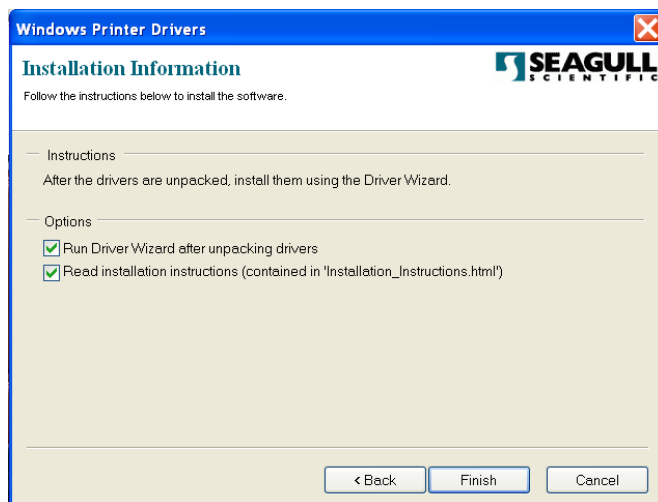 Windows Printer Drivers
Installation Information
SEAGULL
SCIENTIFIC
Follow the instructions below to install the software.
Instructions
After the drivers are unpacked, install them using the Driver Wizard.
Options
Run Driver Wizard after unpacking drivers
Read installation instructions (contained in 'Installation_Instructions.html')
< Back Finish Cancel